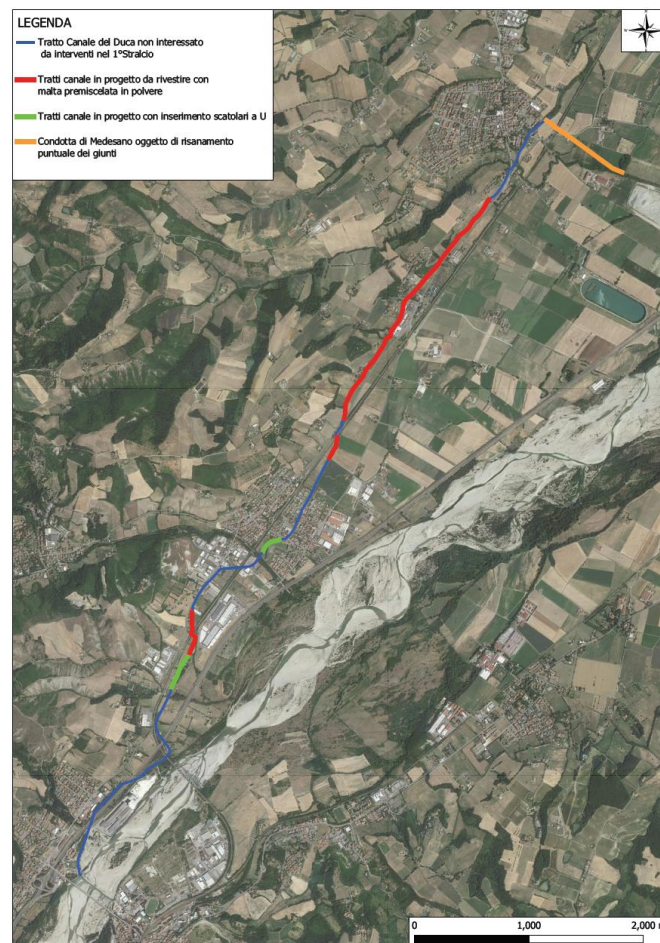 LEGENDA
Tratto Canale del Duca non interessato
da interventi nel 1°Stralcio
Tratti canale in progetto da rivestire con
malta premiscelata in polvere
Tratti canale in progetto con inserimento scatolari a U
Condotta di Medesano oggetto di risanamento
puntuale dei giunti
0 1,000 2,000